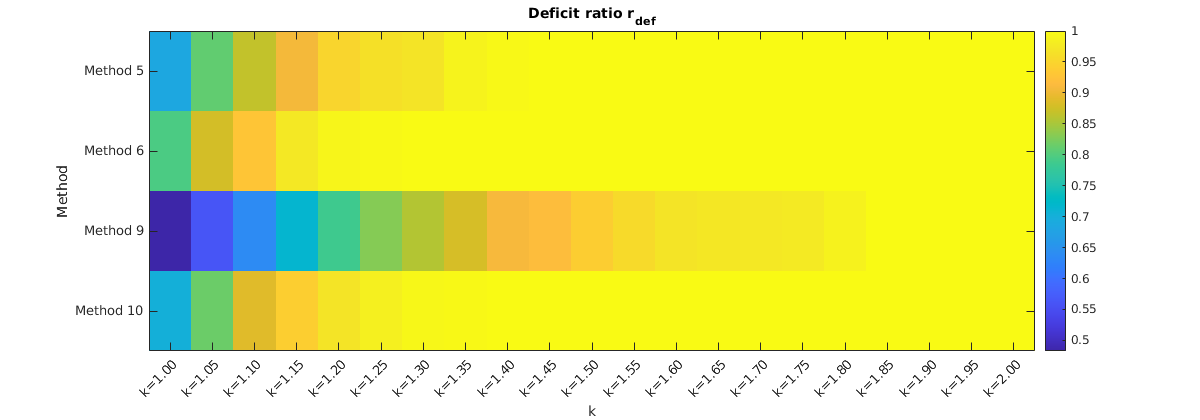 Deficit ratio r_def
Method
Method 5
Method 6
Method 9
Method 10
k=1.00
k=1.05
k=1.10
k=1.15
k=1.20
k=1.25
k=1.30
k=1.35
k=1.40
k=1.45
k=1.50
k=1.55
k=1.60
k=1.65
k=1.70
k=1.75
k=1.80
k=1.85
k=1.90
k=1.95
k=2.00
k
1
0.95
0.9
0.85
0.8
0.75
0.7
0.65
0.6
0.55
0.5